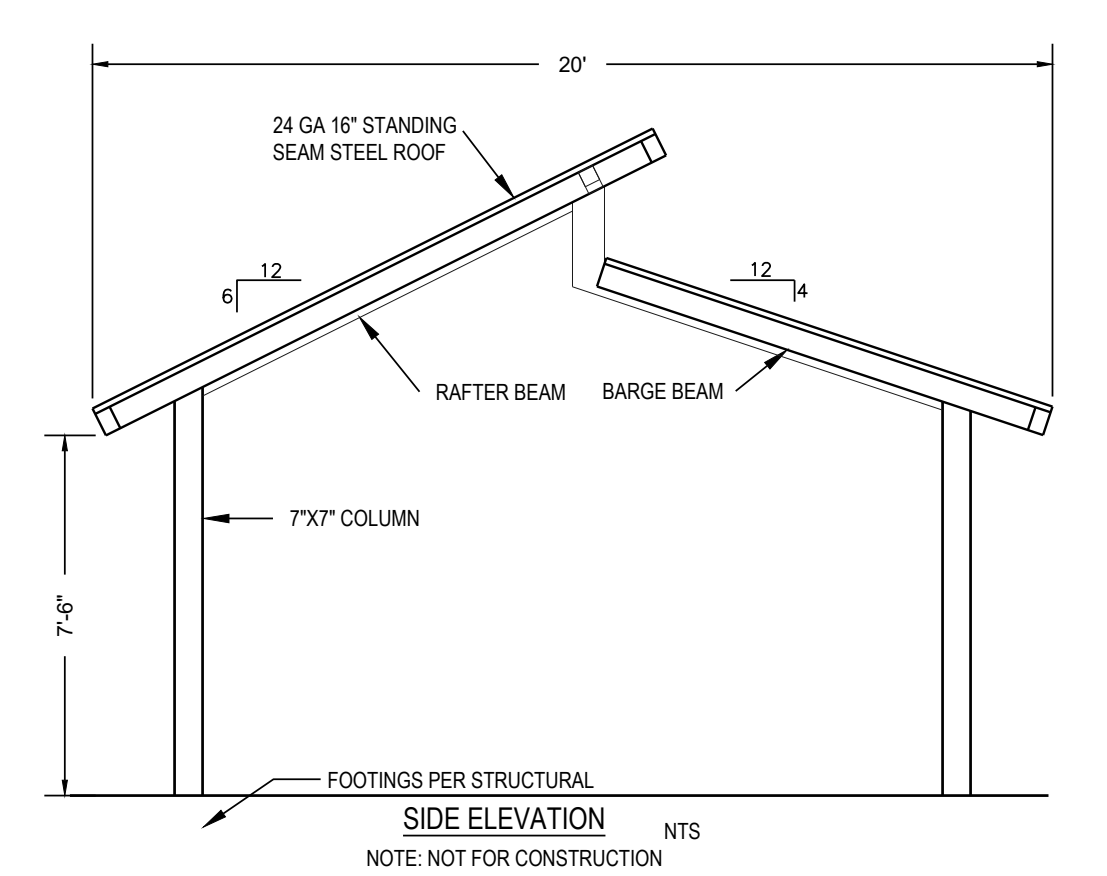 20'
24 GA 16" STANDING
SEAM STEEL ROOF
12
6
12
4
RAFTER BEAM
BARGE BEAM
7"X7" COLUMN
7'-6"
FOOTINGS PER STRUCTURAL
SIDE ELEVATION
NTS
NOTE: NOT FOR CONSTRUCTION